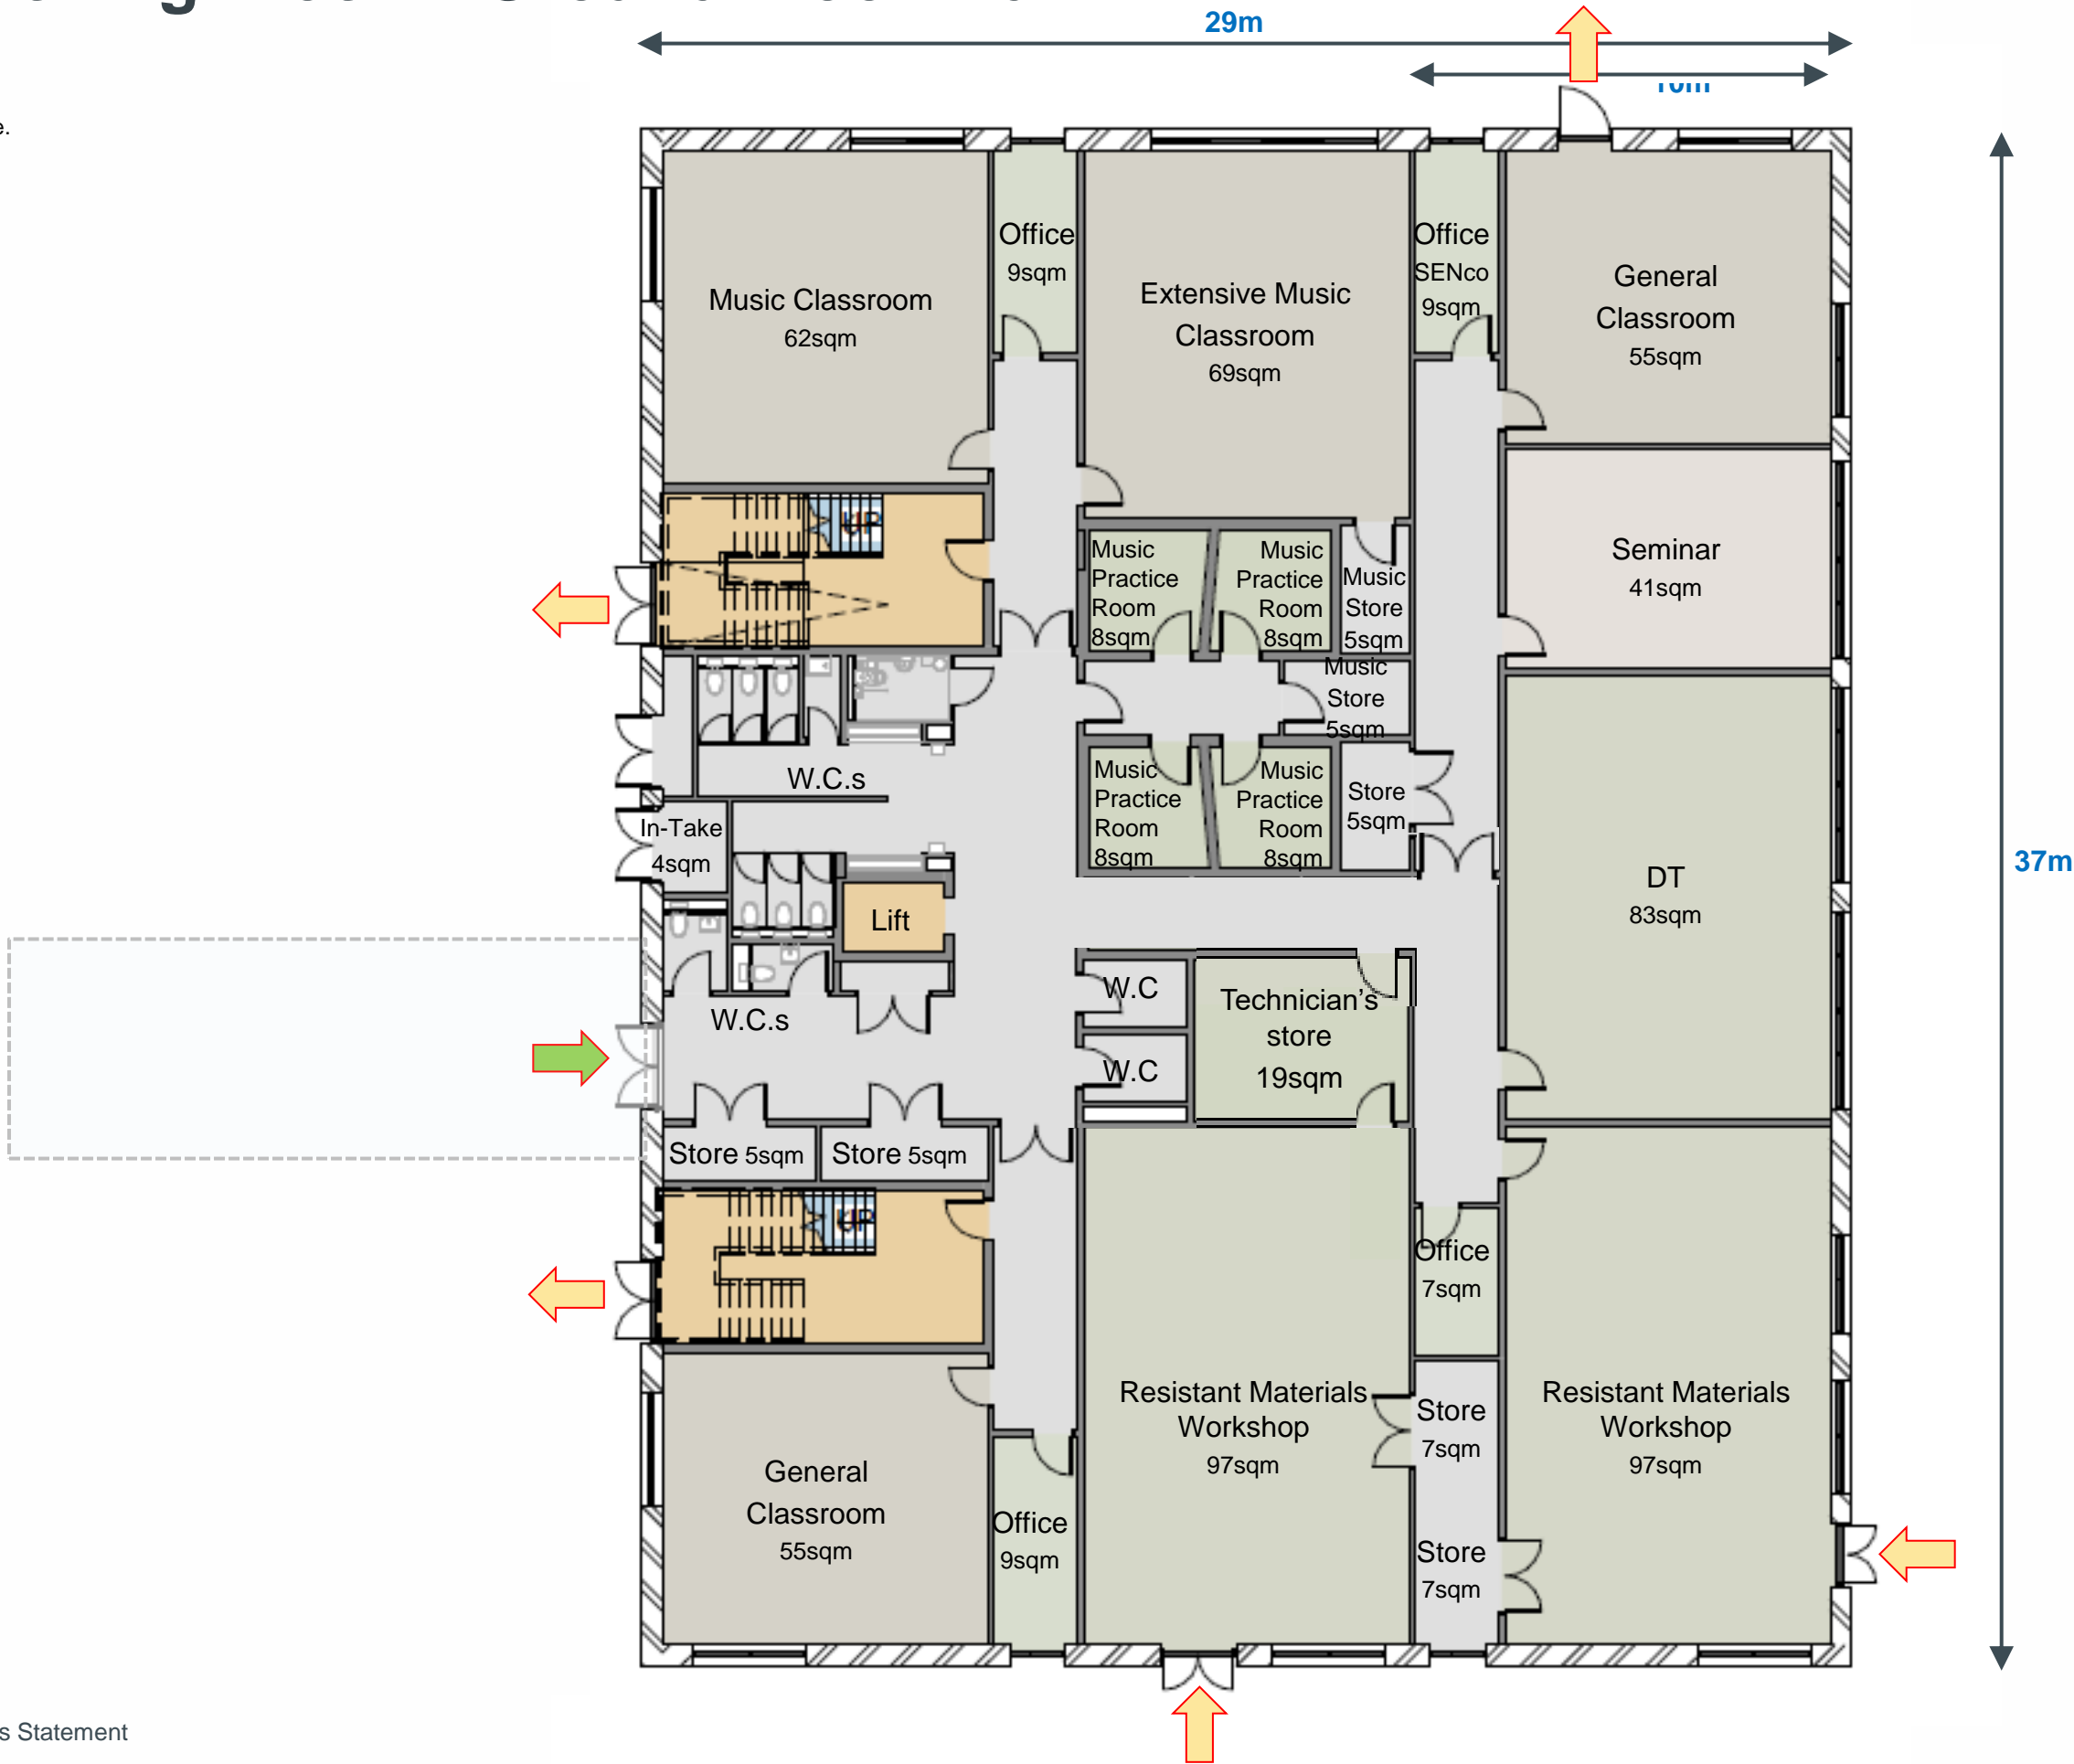 29m
e.
Office
9sqm
Office
SENco
9sqm
Music Classroom
62sqm
Extensive Music
Classroom
69sqm
General
Classroom
55sqm
UP
Music
Practice
Room
8sqm
Music
Practice
Room
8sqm
Music
Store
5sqm
Seminar
41sqm
Music
Store
5sqm
W.C.s
Music
Practice
Room
8sqm
Music
Practice
Room
8sqm
Store
5sqm
In-Take
4sqm
37m
DT
83sqm
Lift
W.C
W.C.s
Technician's
store
19sqm
W.C
Store 5sqm
Store 5sqm
UP
Office
7sqm
Resistant Materials
Workshop
97sqm
Store
7sqm
Resistant Materials
Workshop
97sqm
General
Classroom
55sqm
Office
9sqm
Store
7sqm
s Statement